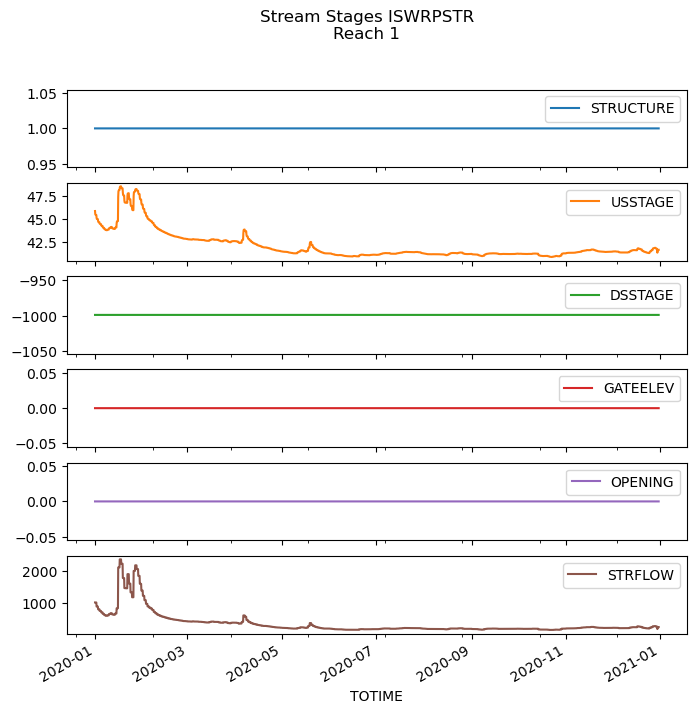 Stream Stages ISWRPSTR
Reach 1
1.05
1.00
0.95
STRUCTURE
47.5
45.0
42.5
USSTAGE
−950
−1000
−1050
DSSTAGE
0.05
0.00
−0.05
GATEELEV
0.05
0.00
−0.05
OPENING
2000
1000
STRFLOW
2020-01
2020-03
2020-05
2020-07
2020-09
2020-11
2021-01
TOTIME